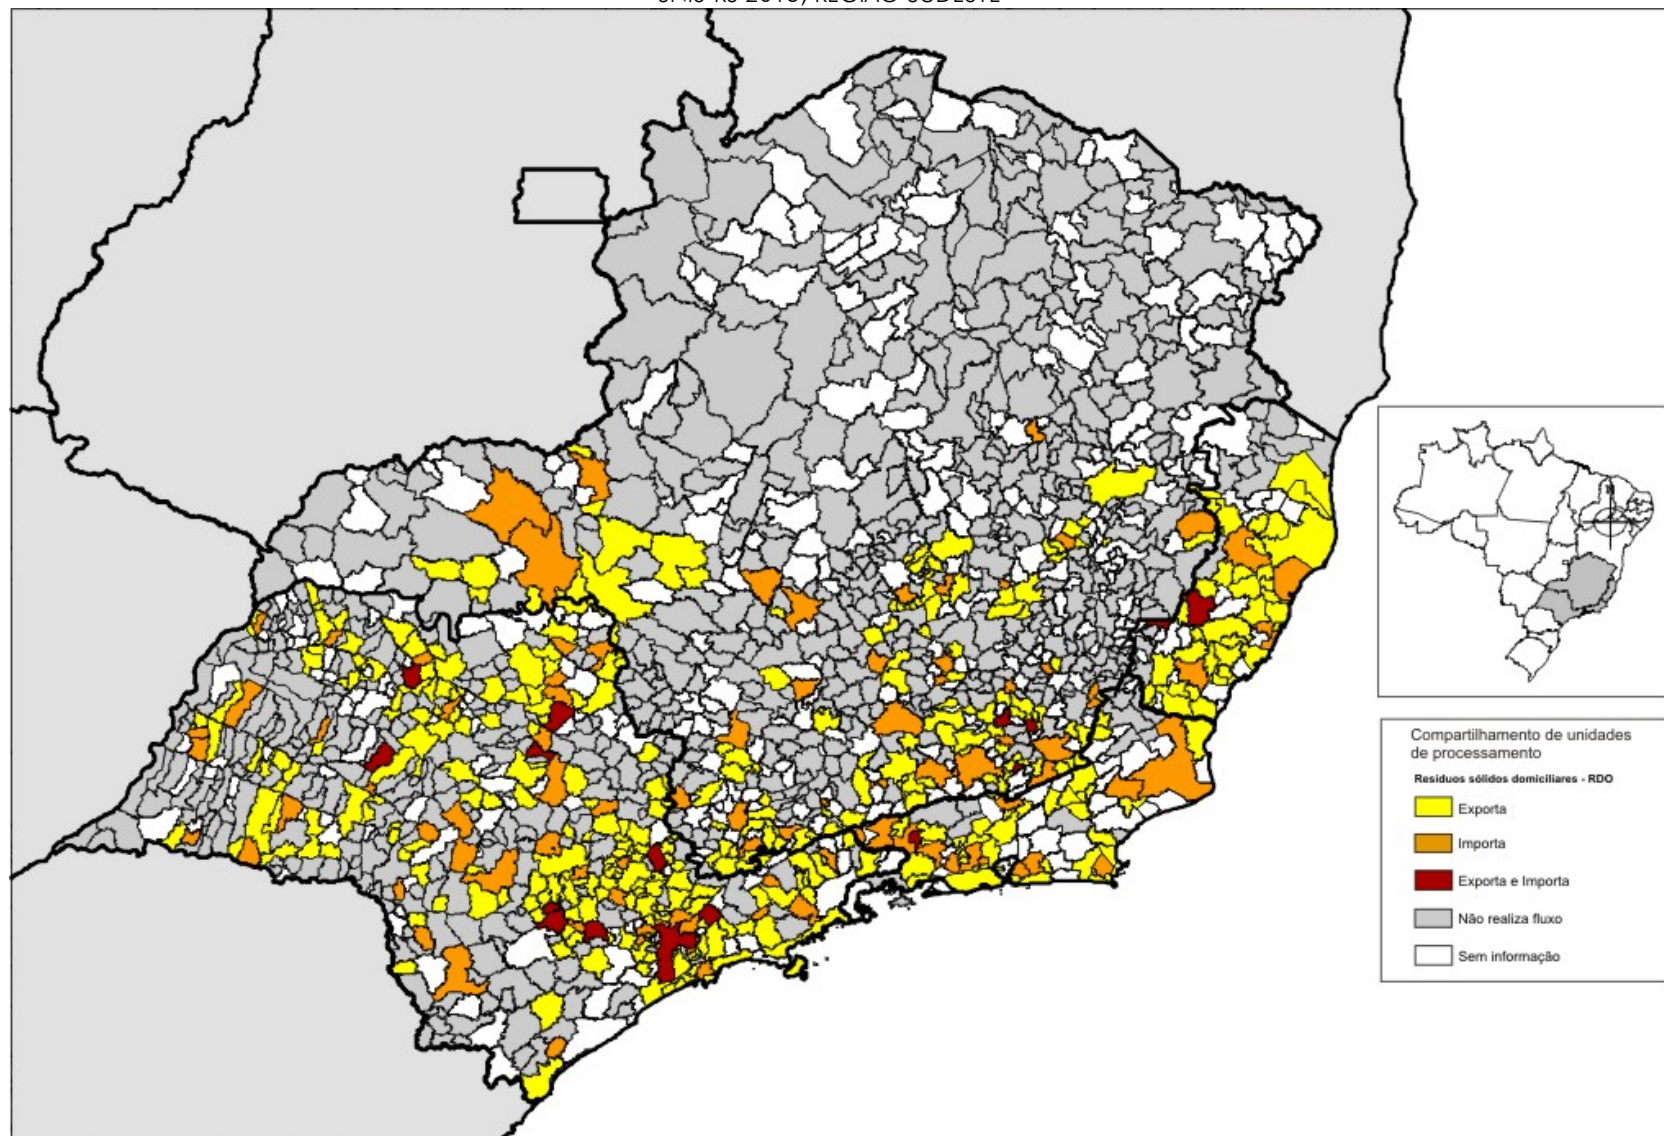 Compartilhamento de unidades
de processamento
Resíduos sólidos domiciliares - RDO
Exporta
Importa
Exporta e Importa
Não realiza fluxo
Sem informação